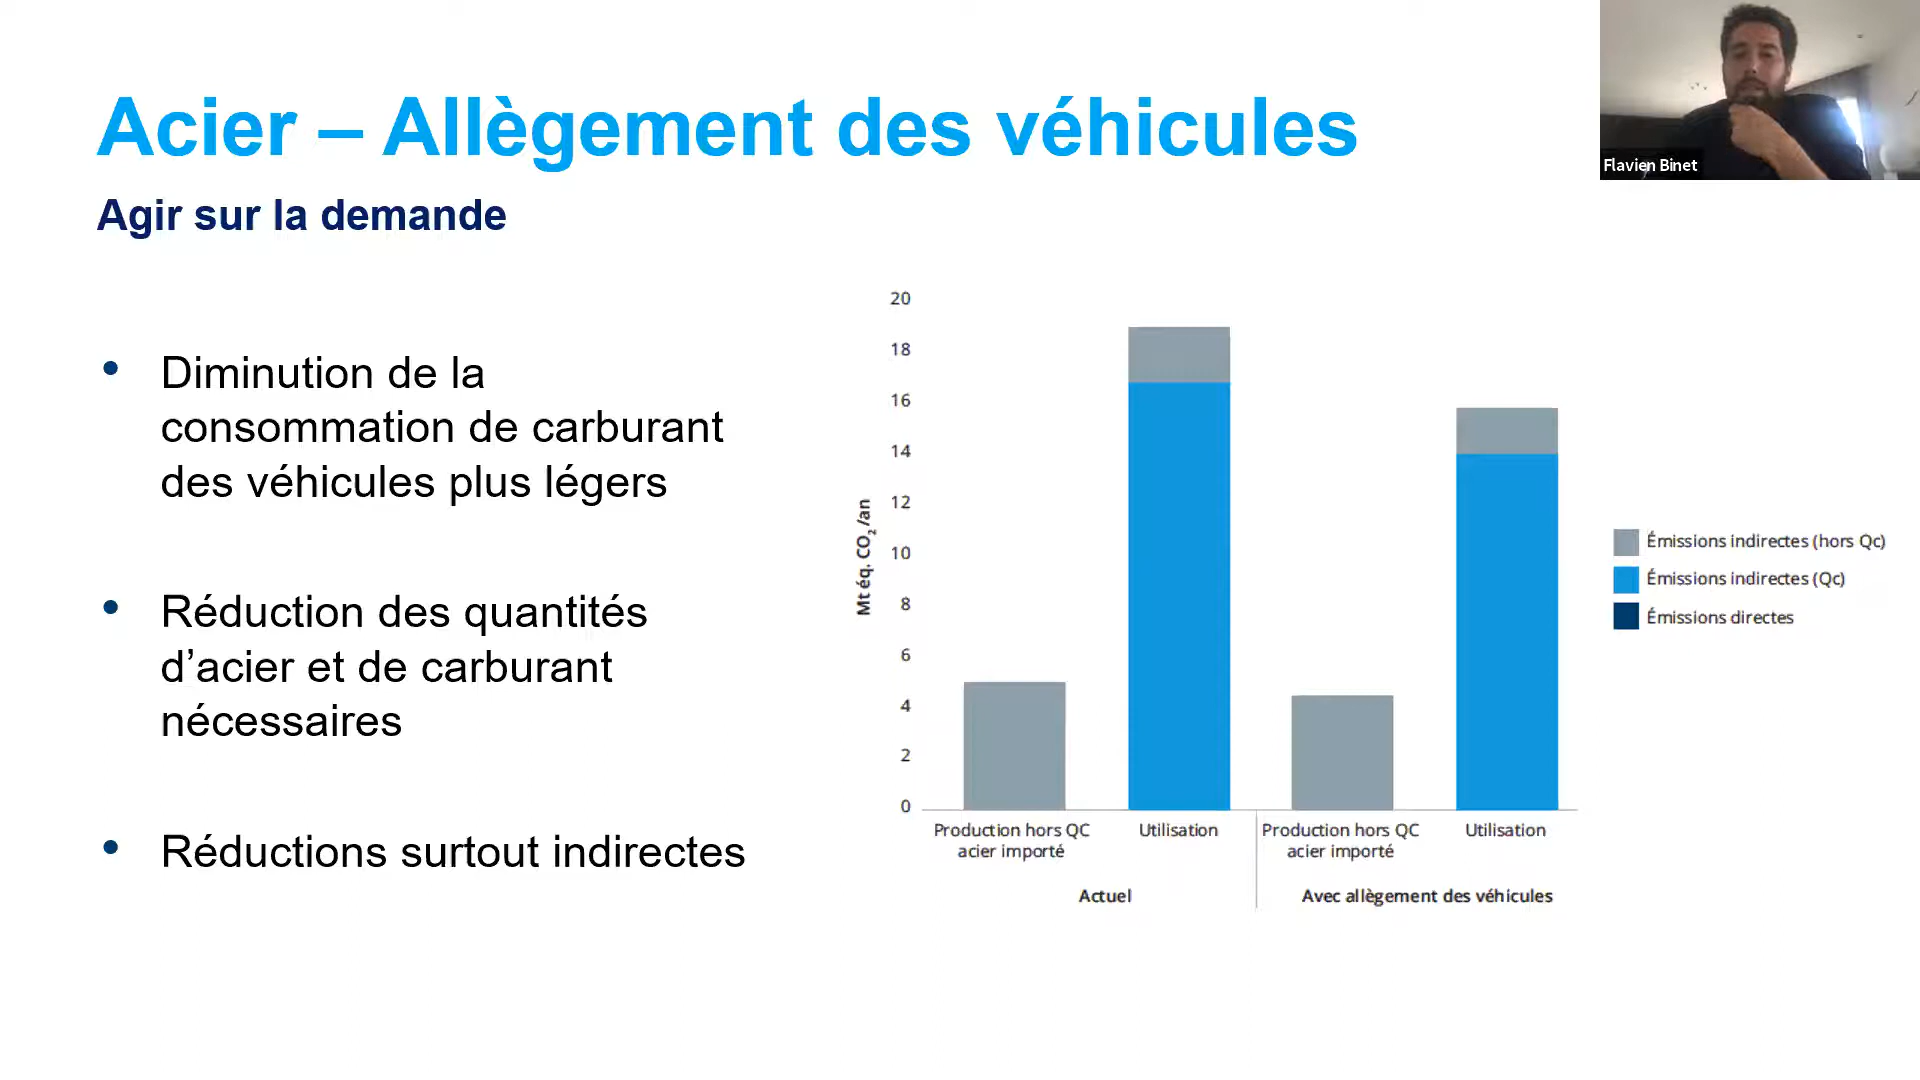 Acier – Allègement des véhicules
Flavien Binet
Agir sur la demande
• Diminution de la
consommation de carburant
des véhicules plus légers
• Réduction des quantités
d’acier et de carburant
nécessaires
• Réductions surtout indirectes
Mt éq. CO₂/an
20
18
16
14
12
10
8
6
4
2
0
Production hors QC
acier importé
Utilisation
Production hors QC
acier importé
Utilisation
Actuel
Avec allègement des véhicules
Émissions indirectes (hors Qc)
Émissions indirectes (Qc)
Émissions directes